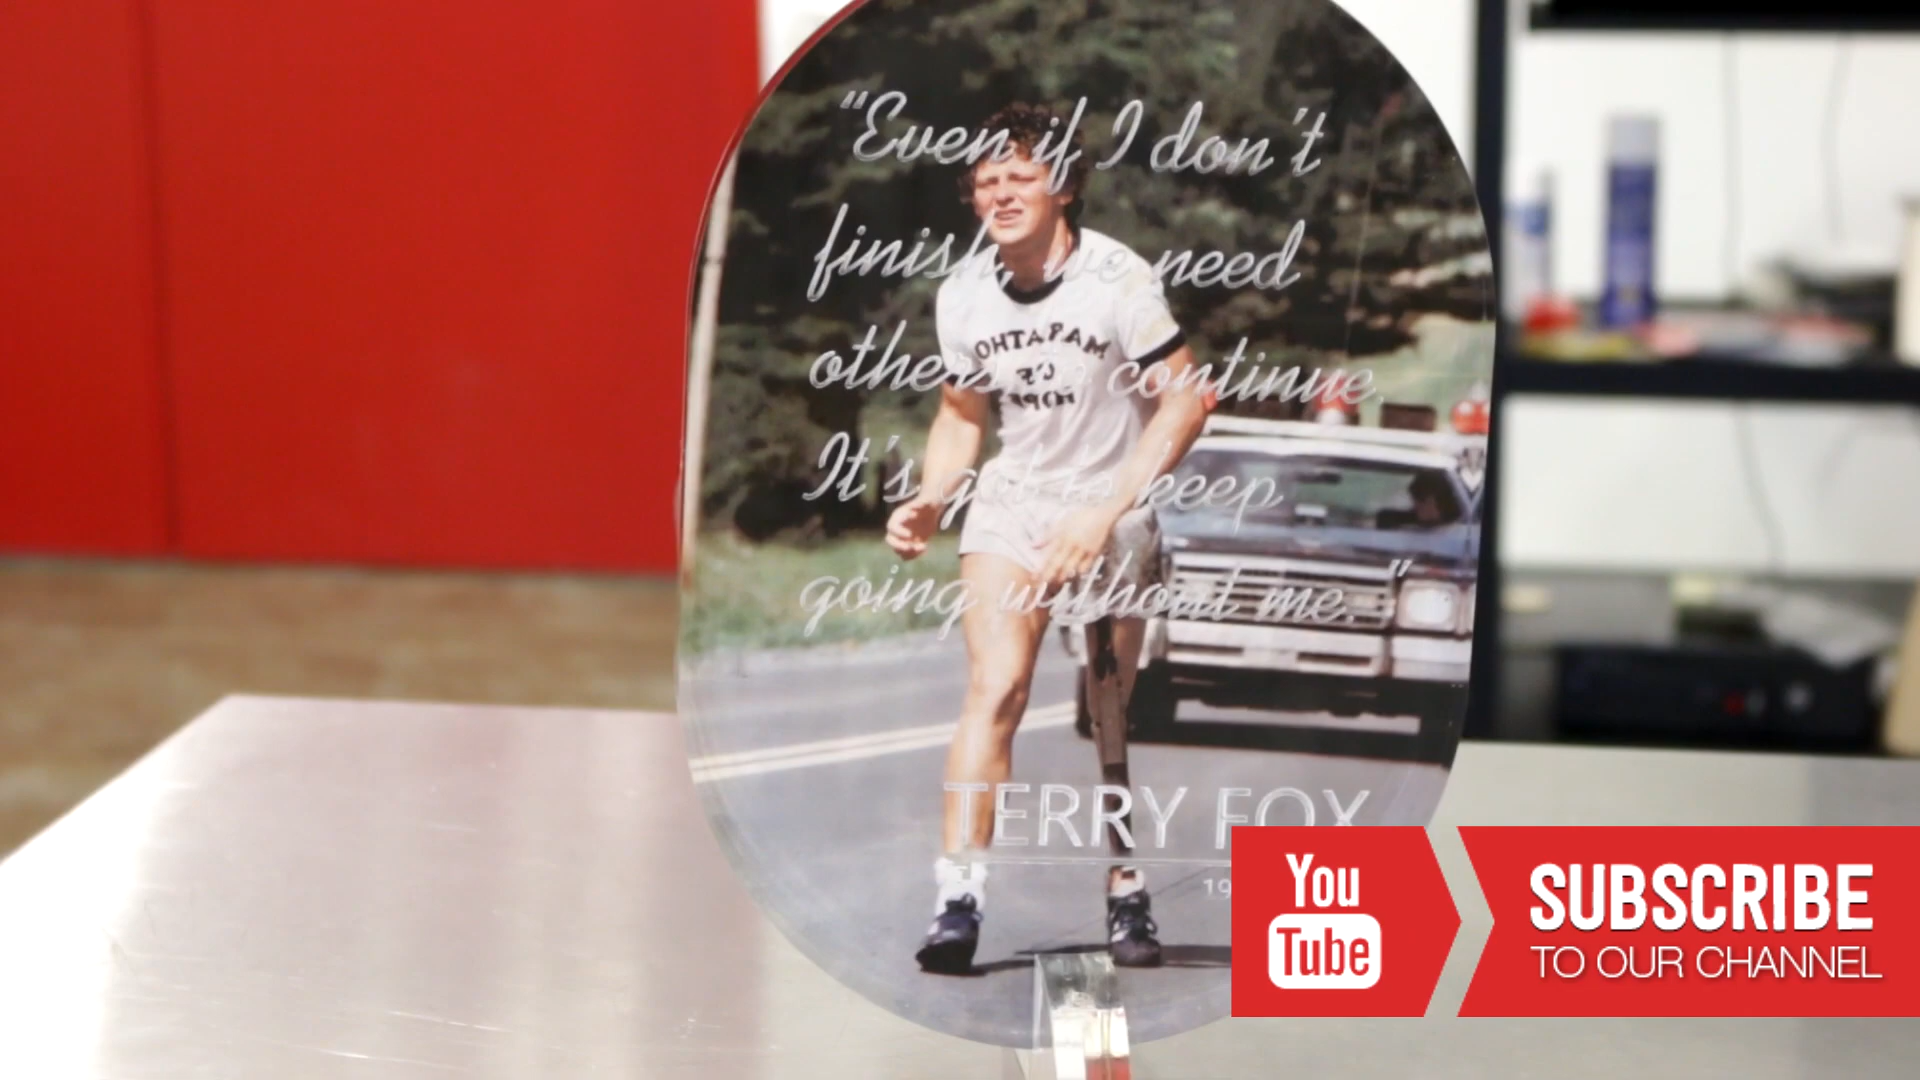 “Even if I don't
finish, we need
others to continue.
It's got to keep
going without me.”
TERRY FOX
19
You
Tube
SUBSCRIBE
TO OUR CHANNEL